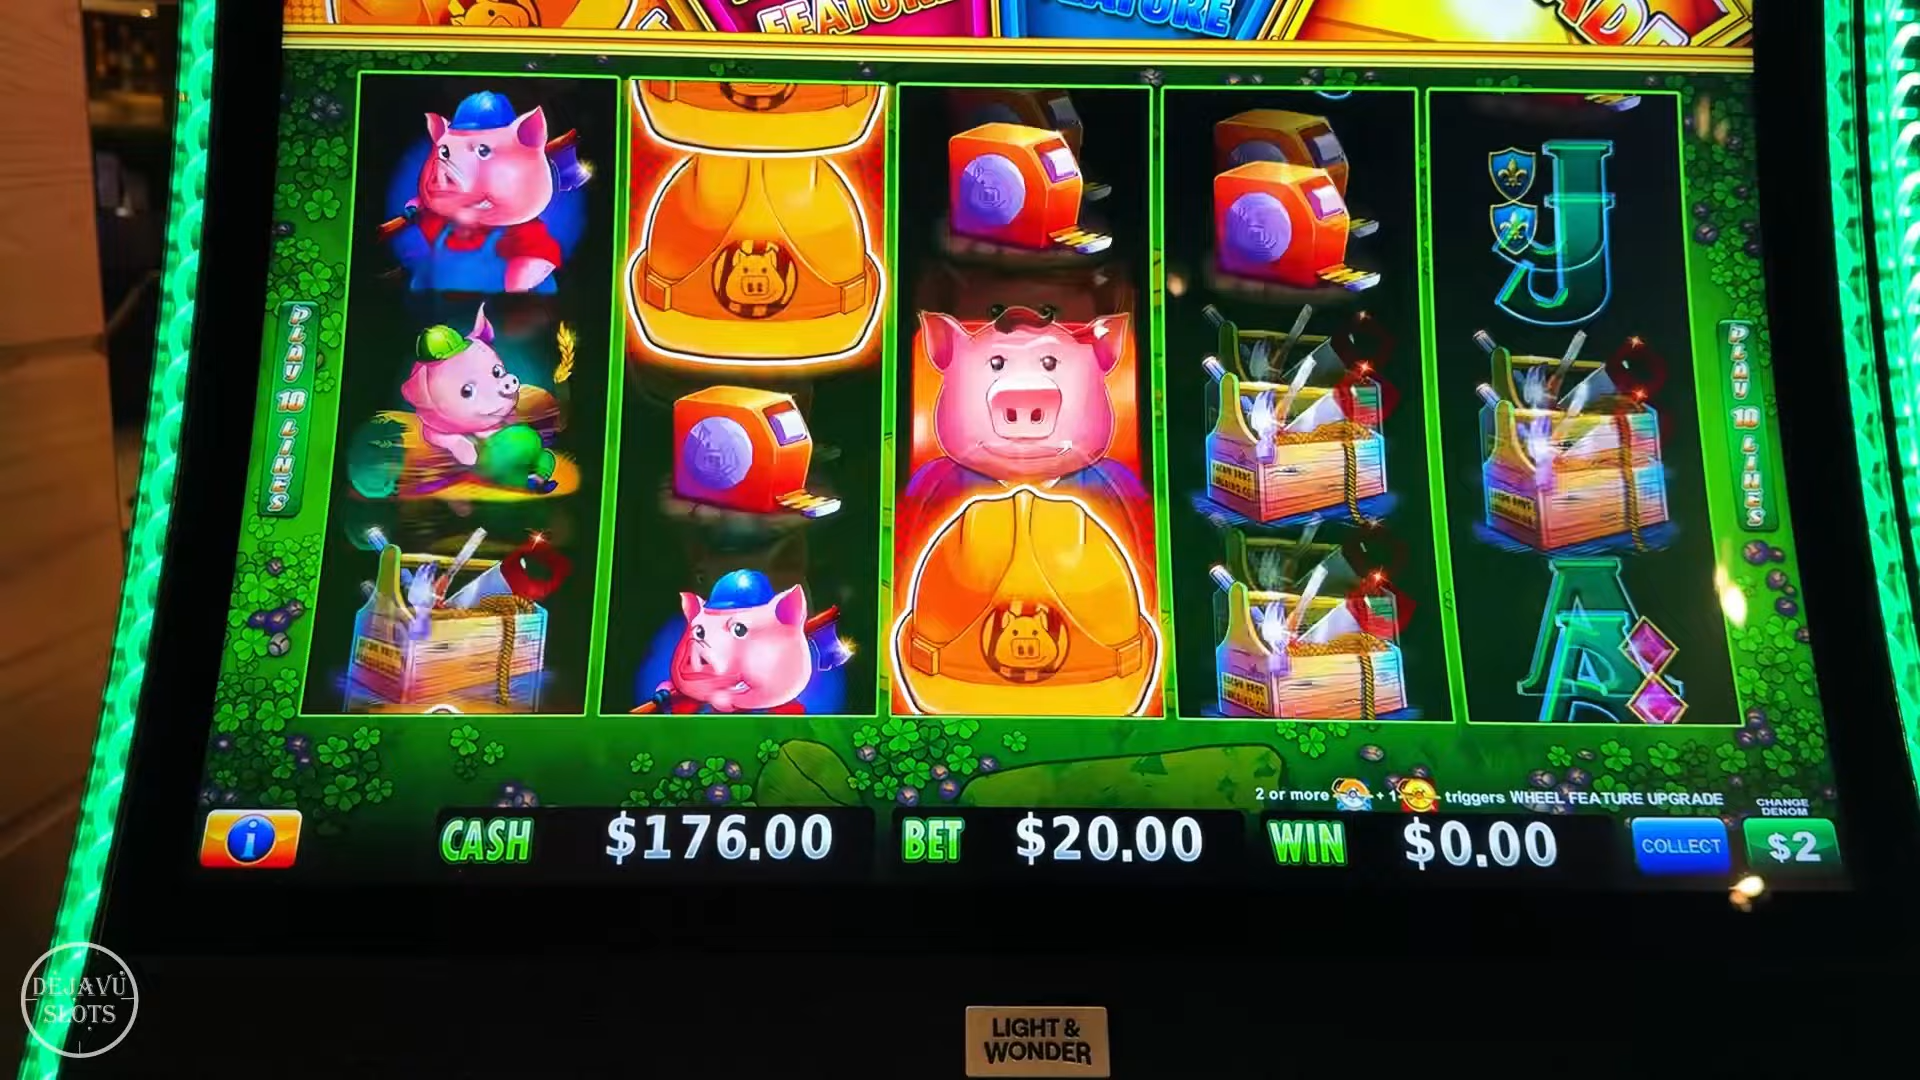 FEATURE
FEATURE
PLAY 10 LINES
PLAY 10 LINES
J
A
2 or more + 1 triggers WHEEL FEATURE UPGRADE
CASH $176.00 BET $20.00 WIN $0.00
COLLECT
CHANGE
DENOM
$2
DEJAVU
SLOTS
LIGHT &
WONDER